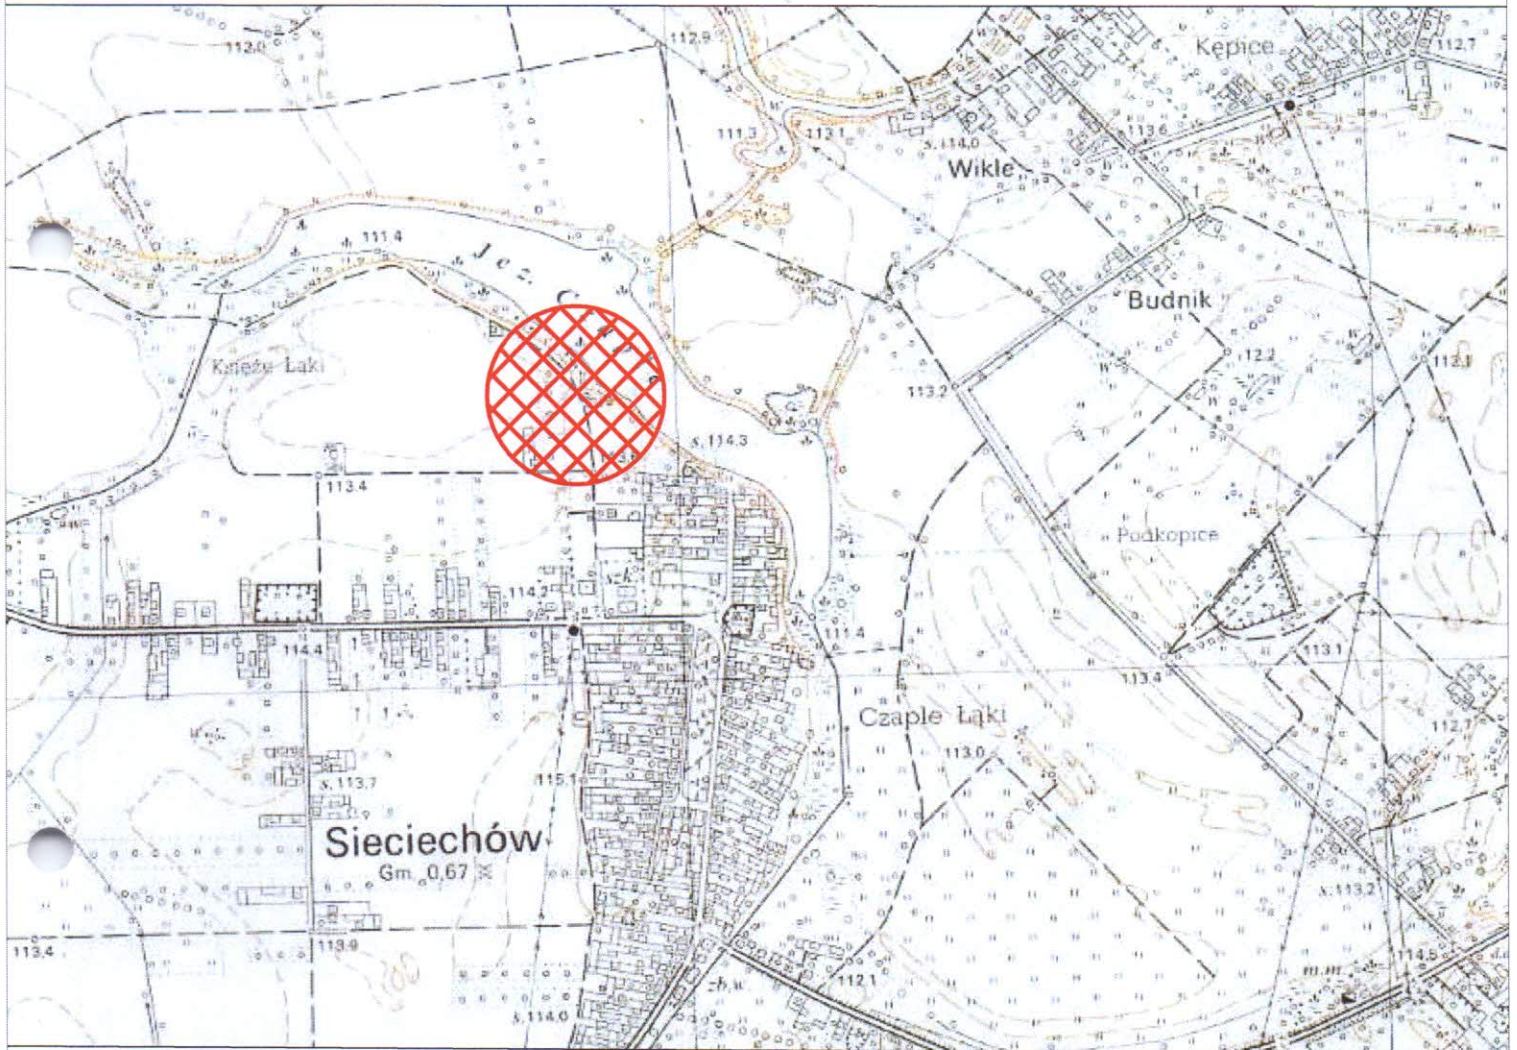 112,9
Kępice
112,7
113,0
111,3
113,1
113,6
s. 114,0
Wikle
111,4
Jez.
Budnik
Księże Łąki
112,2
112,1
113,2
s. 114,3
113,4
Podkopice
szk.
114,2
114,4
111,4
113,1
113,4
Czaple Łąki
112,7
113,0
s. 113,7
115,1
Sieciechów
Gm. 0,67
s. 113,2
113,4
113,9
112,1
114,5
m.m.
zb.w.
s. 114,0